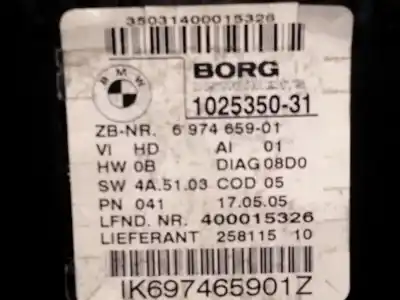 35031400015326
BMW
BORG
1025350-31
ZB-NR. 6 974 659-01
VI HD AI 01
HW 0B DIAG 08D0
SW 4A.51.03 COD 05
PN 041 17.05.05
LFND. NR. 400015326
LIEFERANT 258115 10
IK697465901Z